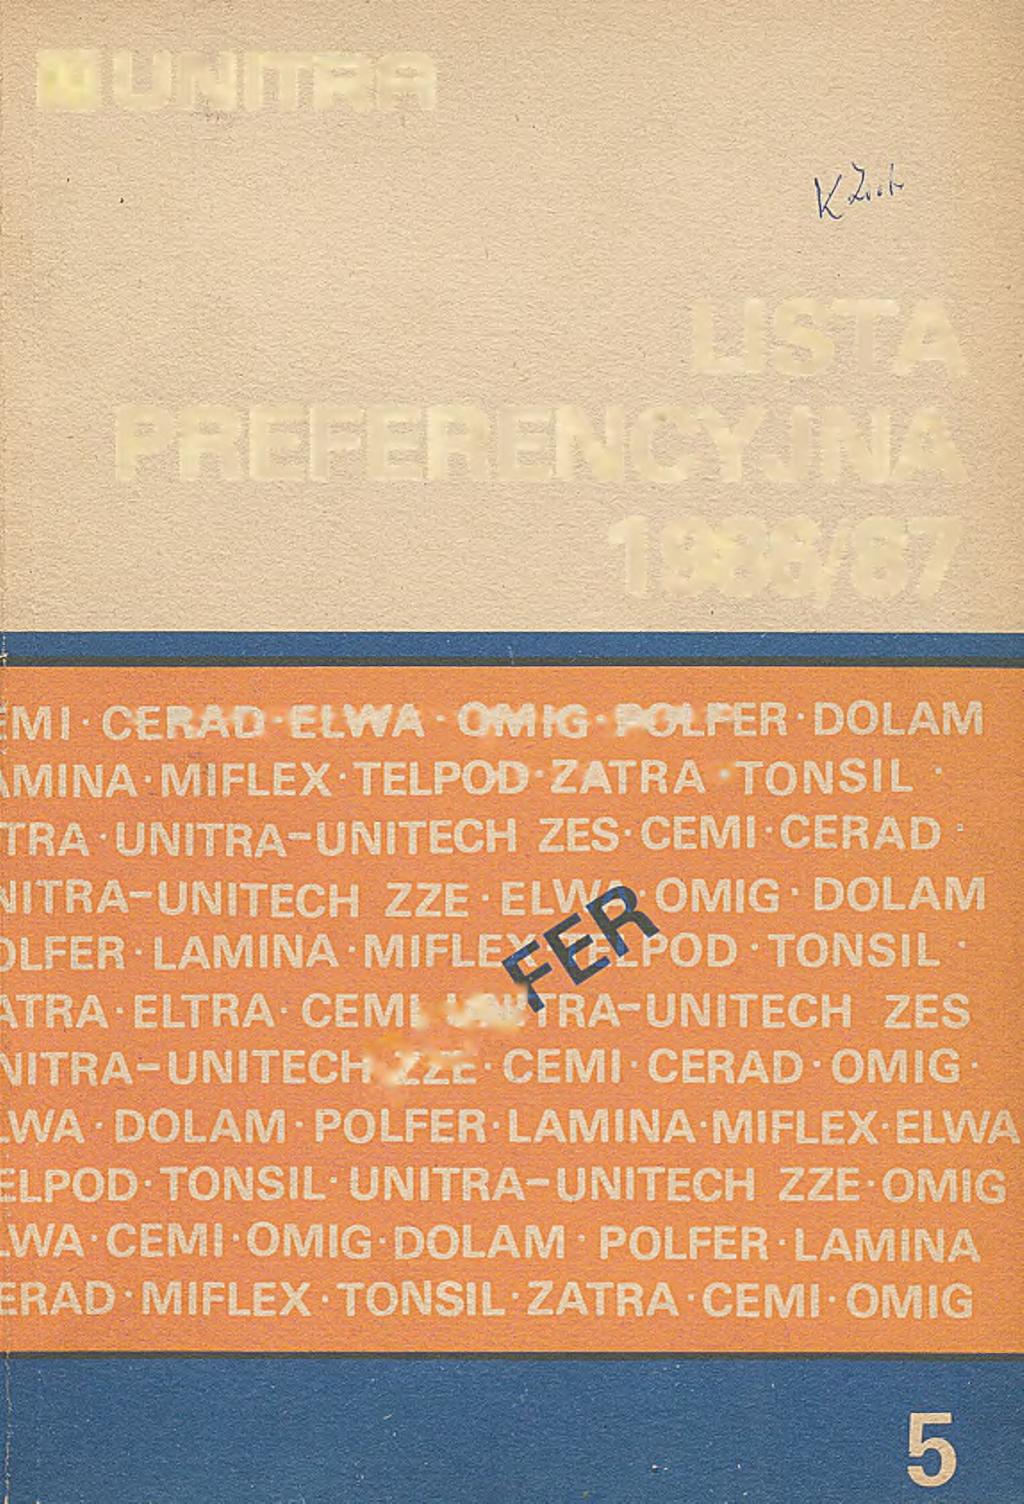 UNITRA
LISTA
PREFERENCYJNA
1986/87
EMI · CERAD · ELWA · OMIG · POLFER · DOLAM
AMINA · MIFLEX · TELPOD · ZATRA · TONSIL ·
TRA · UNITRA-UNITECH ZES · CEMI · CERAD ·
NITRA-UNITECH ZZE · ELWA · OMIG · DOLAM
OLFER · LAMINA · MIFLEX · TELPOD · TONSIL ·
FER
ATRA · ELTRA · CEMI UNITRA-UNITECH ZES
NITRA-UNITECH ZZE · CEMI · CERAD · OMIG ·
LWA · DOLAM · POLFER · LAMINA · MIFLEX · ELWA
ELPOD · TONSIL · UNITRA-UNITECH ZZE · OMIG
LWA · CEMI · OMIG · DOLAM · POLFER · LAMINA
ERAD · MIFLEX · TONSIL · ZATRA · CEMI · OMIG
5